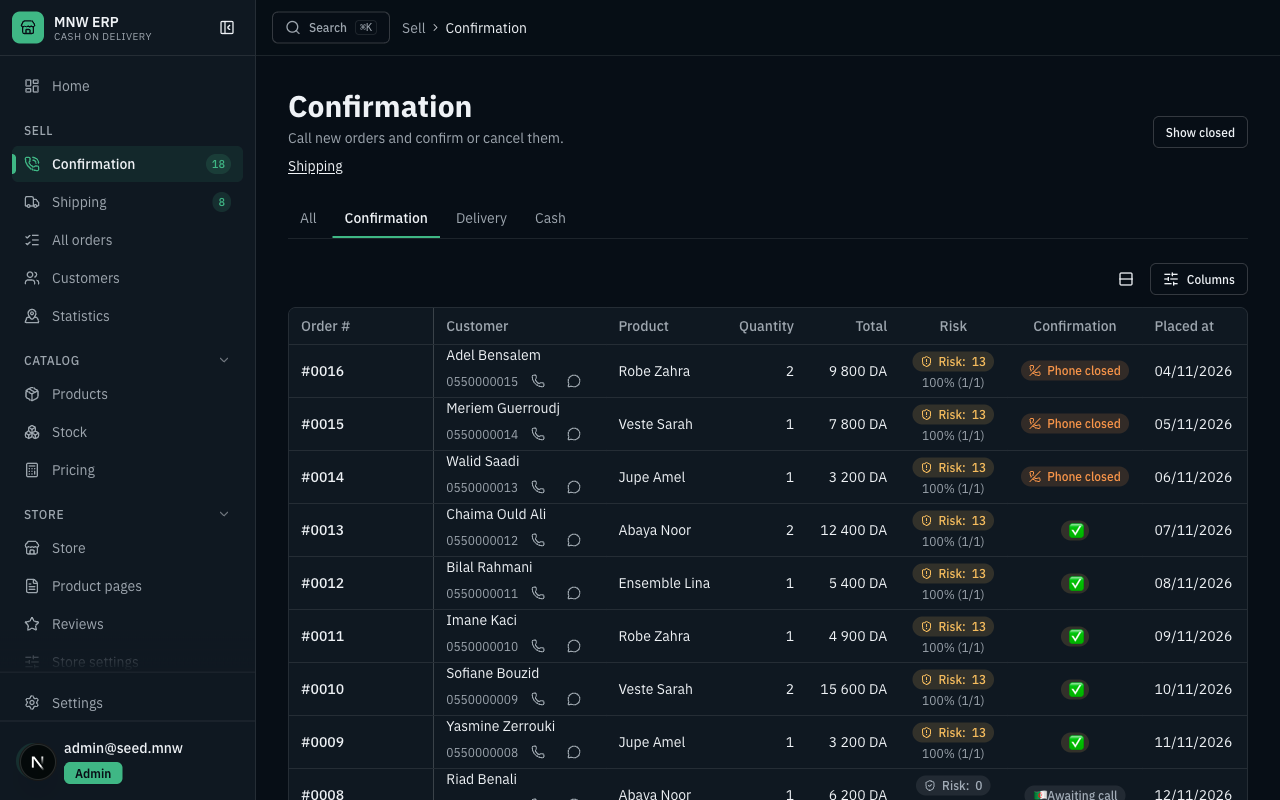 MNW ERP
CASH ON DELIVERY
Search ⌘K
Sell > Confirmation
Home
SELL
Confirmation 18
Shipping 8
All orders
Customers
Statistics
CATALOG
Products
Stock
Pricing
STORE
Store
Product pages
Reviews
Store settings
Settings
N
admin@seed.mnw
Admin
Confirmation
Call new orders and confirm or cancel them.
Shipping
Show closed
All Confirmation Delivery Cash
Columns
Order # Customer Product Quantity Total Risk Confirmation Placed at
#0016 Adel Bensalem 0550000015 Robe Zahra 2 9 800 DA Risk: 13 100% (1/1) Phone closed 04/11/2026
#0015 Meriem Guerroudj 0550000014 Veste Sarah 1 7 800 DA Risk: 13 100% (1/1) Phone closed 05/11/2026
#0014 Walid Saadi 0550000013 Jupe Amel 1 3 200 DA Risk: 13 100% (1/1) Phone closed 06/11/2026
#0013 Chaima Ould Ali 0550000012 Abaya Noor 2 12 400 DA Risk: 13 100% (1/1) ✅ 07/11/2026
#0012 Bilal Rahmani 0550000011 Ensemble Lina 1 5 400 DA Risk: 13 100% (1/1) ✅ 08/11/2026
#0011 Imane Kaci 0550000010 Robe Zahra 1 4 900 DA Risk: 13 100% (1/1) ✅ 09/11/2026
#0010 Sofiane Bouzid 0550000009 Veste Sarah 2 15 600 DA Risk: 13 100% (1/1) ✅ 10/11/2026
#0009 Yasmine Zerrouki 0550000008 Jupe Amel 1 3 200 DA Risk: 13 100% (1/1) ✅ 11/11/2026
#0008 Riad Benali Abaya Noor 1 6 200 DA Risk: 0 Awaiting call 12/11/2026